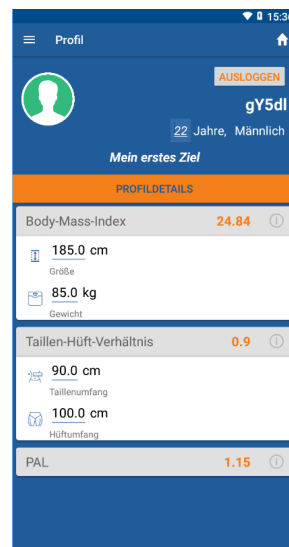 15:36
Profil
AUSLOGGEN
gY5dl
22 Jahre, Männlich
Mein erstes Ziel
PROFILDETAILS
Body-Mass-Index 24.84
185.0 cm
Größe
85.0 kg
Gewicht
Taillen-Hüft-Verhältnis 0.9
90.0 cm
Taillenumfang
100.0 cm
Hüftumfang
PAL 1.15